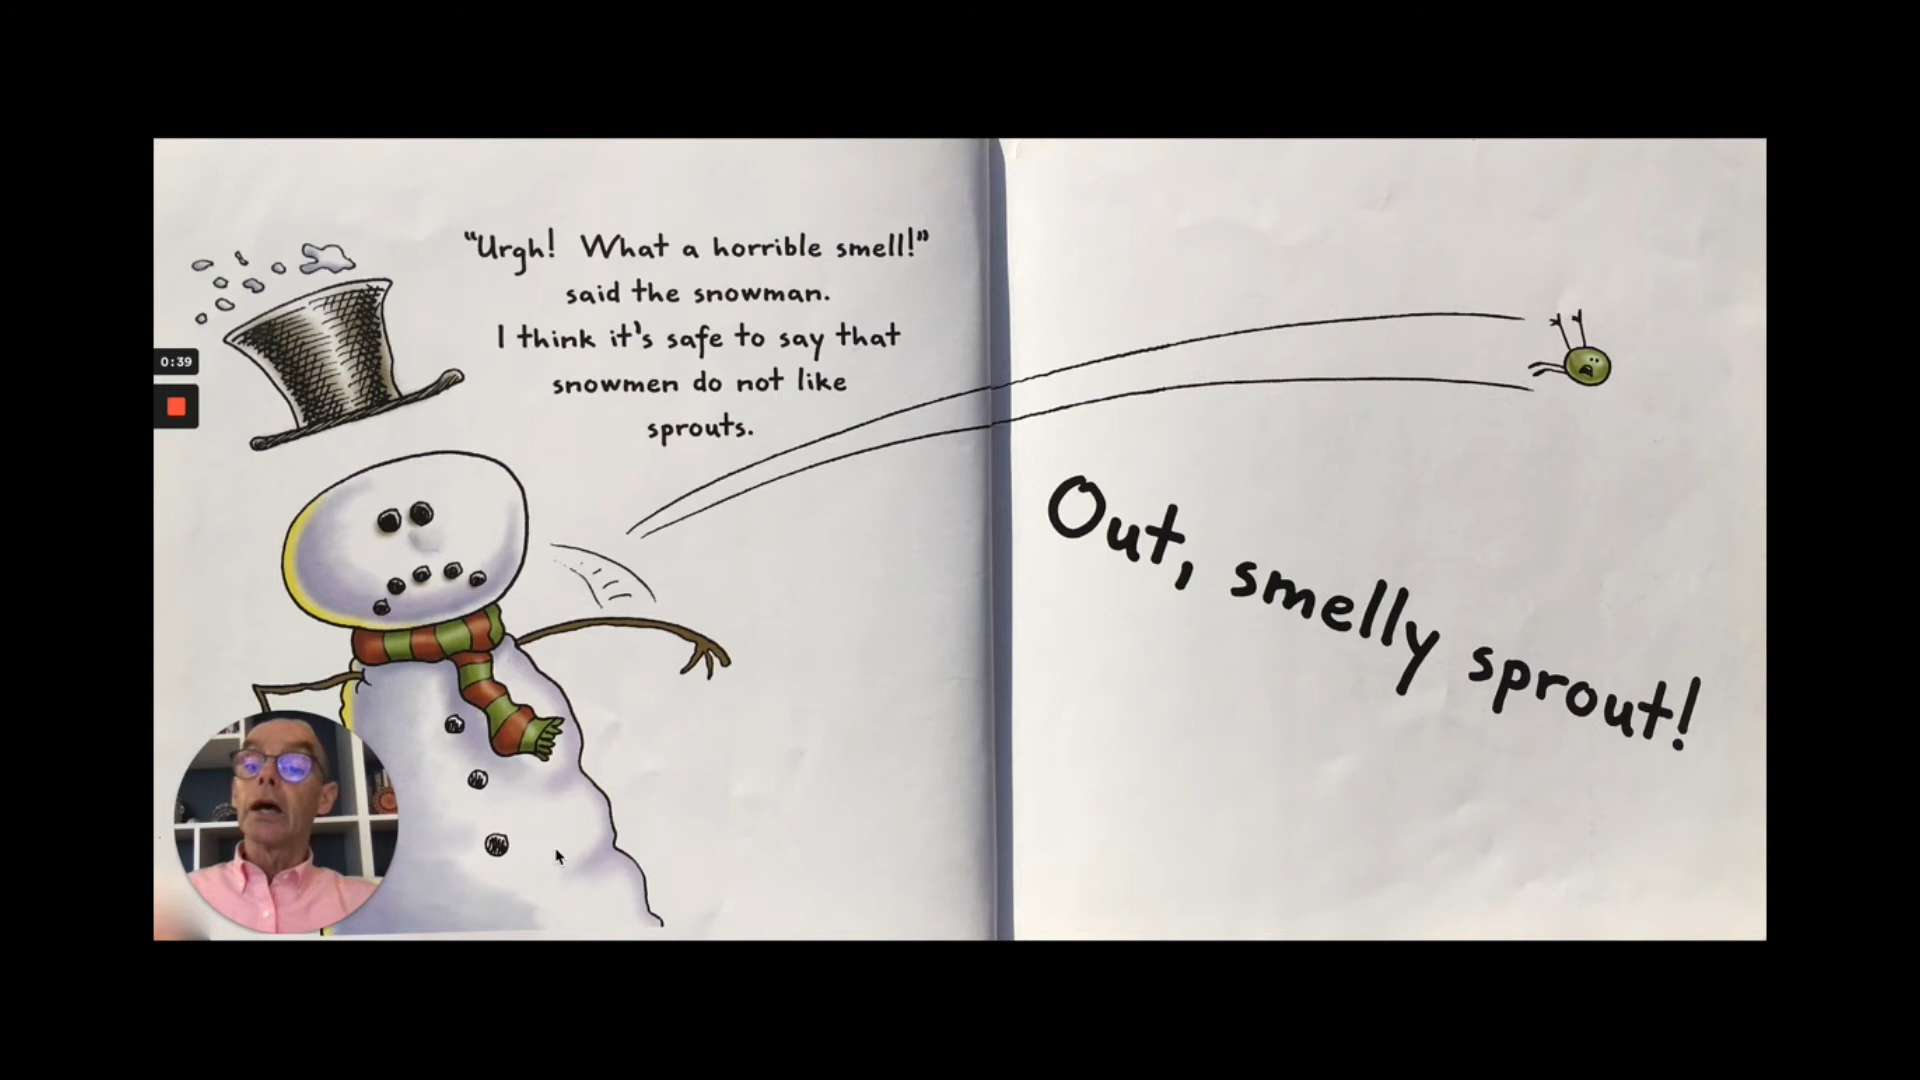 “Urgh! What a horrible smell!”
said the snowman.
I think it's safe to say that
snowmen do not like
sprouts.
0:39
Out, smelly sprout!